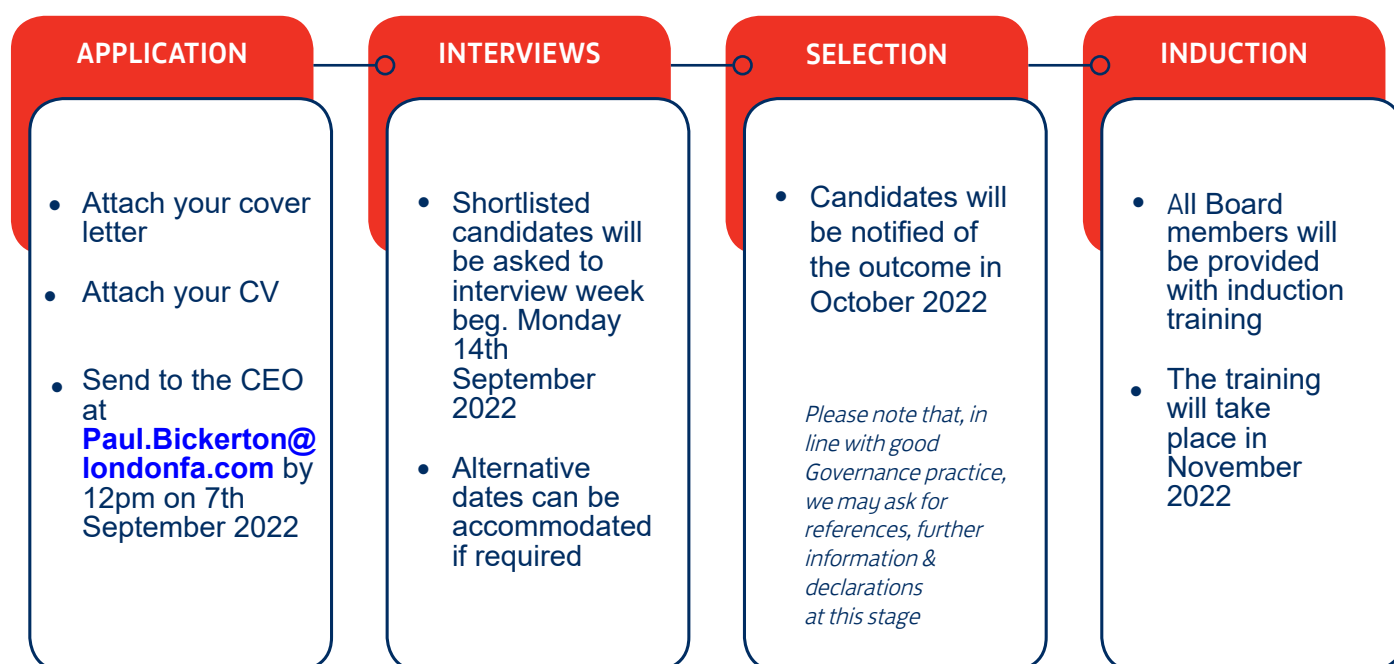 APPLICATION
Attach your cover
letter
Attach your CV
Send to the CEO
at
Paul.Bickerton@
londonfa.com by
12pm on 7th
September 2022
INTERVIEWS
Shortlisted
candidates will
be asked to
interview week
beg. Monday
14th
September
2022
Alternative
dates can be
accommodated
if required
SELECTION
Candidates will
be notified of
the outcome in
October 2022
Please note that, in
line with good
Governance practice,
we may ask for
references, further
information &
declarations
at this stage
INDUCTION
All Board
members will
be provided
with induction
training
The training
will take
place in
November
2022